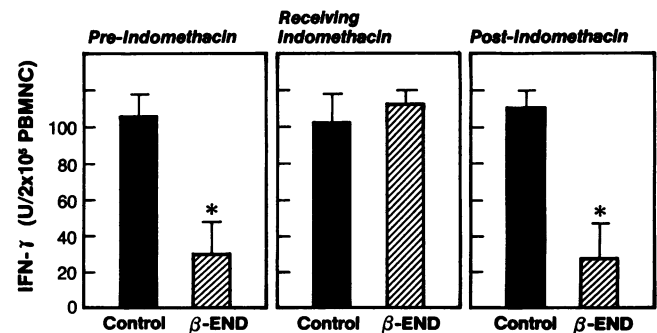 Pre-Indomethacin
Receiving
Indomethacin
Post-Indomethacin
IFN-γ (U/2x10⁶ PBMNC)
100
80
60
40
20
0
*
*
Control β-END
Control β-END
Control β-END